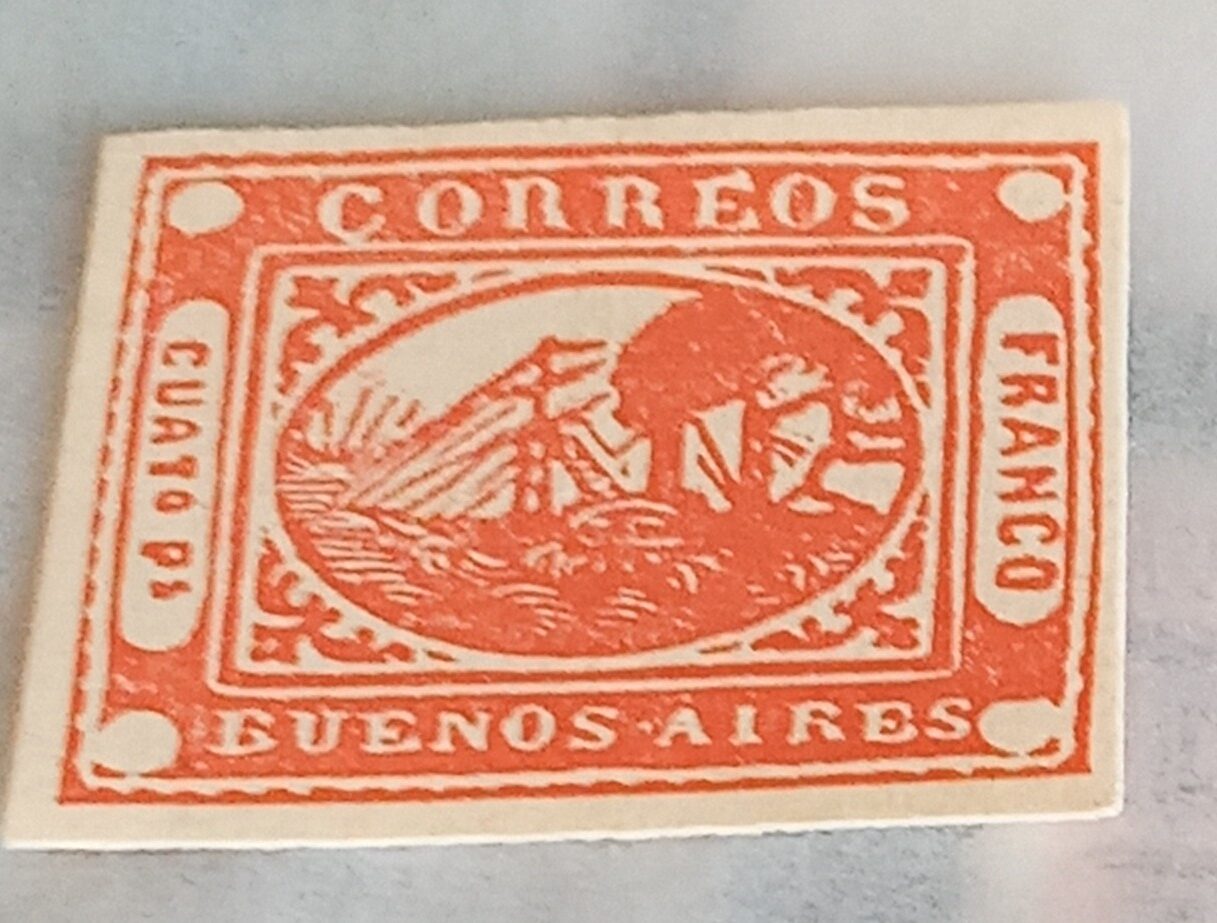 CORREOS
CUATO Ps
FRANCO
BUENOS·AIRES